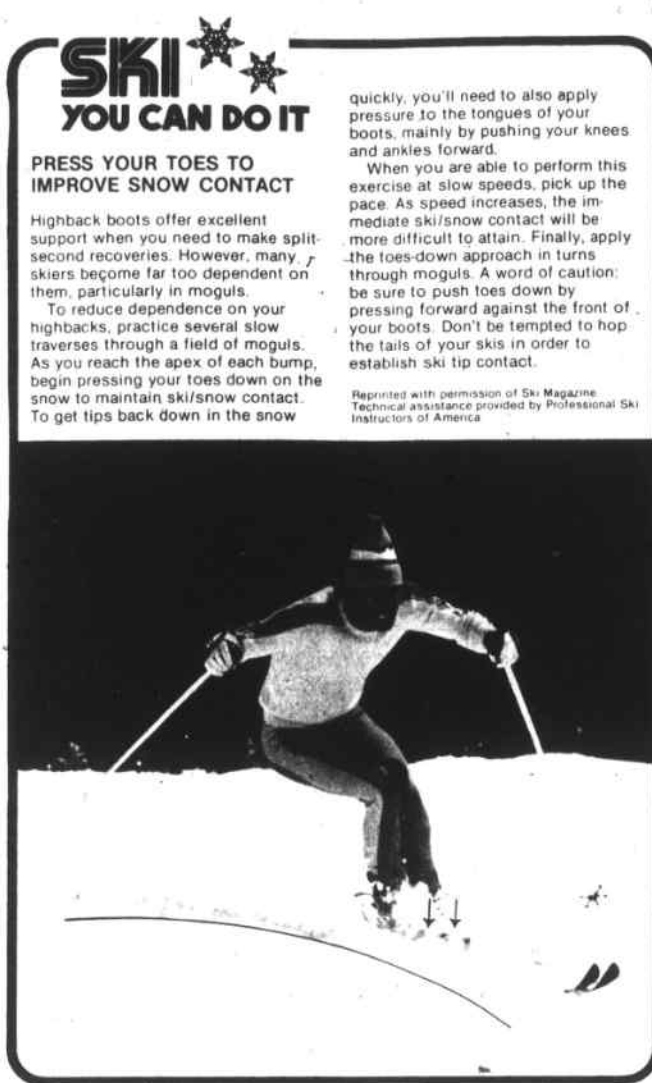 SKI
YOU CAN DO IT
PRESS YOUR TOES TO
IMPROVE SNOW CONTACT
Highback boots offer excellent
support when you need to make split-
second recoveries. However, many
skiers become far too dependent on
them, particularly in moguls.
To reduce dependence on your
highbacks, practice several slow
traverses through a field of moguls.
As you reach the apex of each bump,
begin pressing your toes down on the
snow to maintain ski/snow contact.
To get tips back down in the snow
quickly, you'll need to also apply
pressure to the tongues of your
boots, mainly by pushing your knees
and ankles forward.
When you are able to perform this
exercise at slow speeds, pick up the
pace. As speed increases, the im-
mediate ski/snow contact will be
more difficult to attain. Finally, apply
the toes-down approach in turns
through moguls. A word of caution:
be sure to push toes down by
pressing forward against the front of
your boots. Don't be tempted to hop
the tails of your skis in order to
establish ski tip contact.
Reprinted with permission of Ski Magazine
Technical assistance provided by Professional Ski
Instructors of America